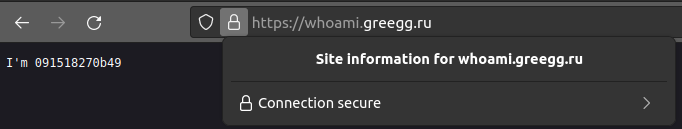 https://whoami.greegg.ru
I'm 091518270b49
Site information for whoami.greegg.ru
Connection secure